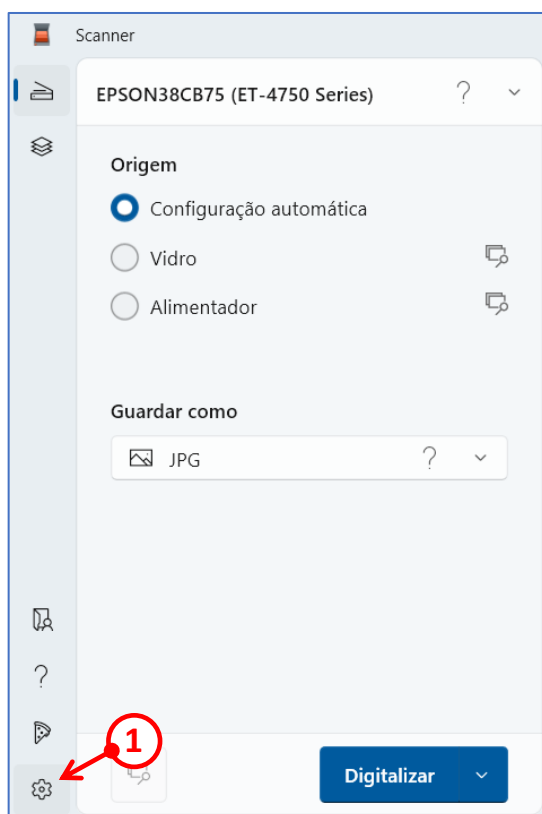 Scanner
EPSON38CB75 (ET-4750 Series) ?
Origem
Configuração automática
Vidro
Alimentador
Guardar como
JPG ?
?
1
Digitalizar